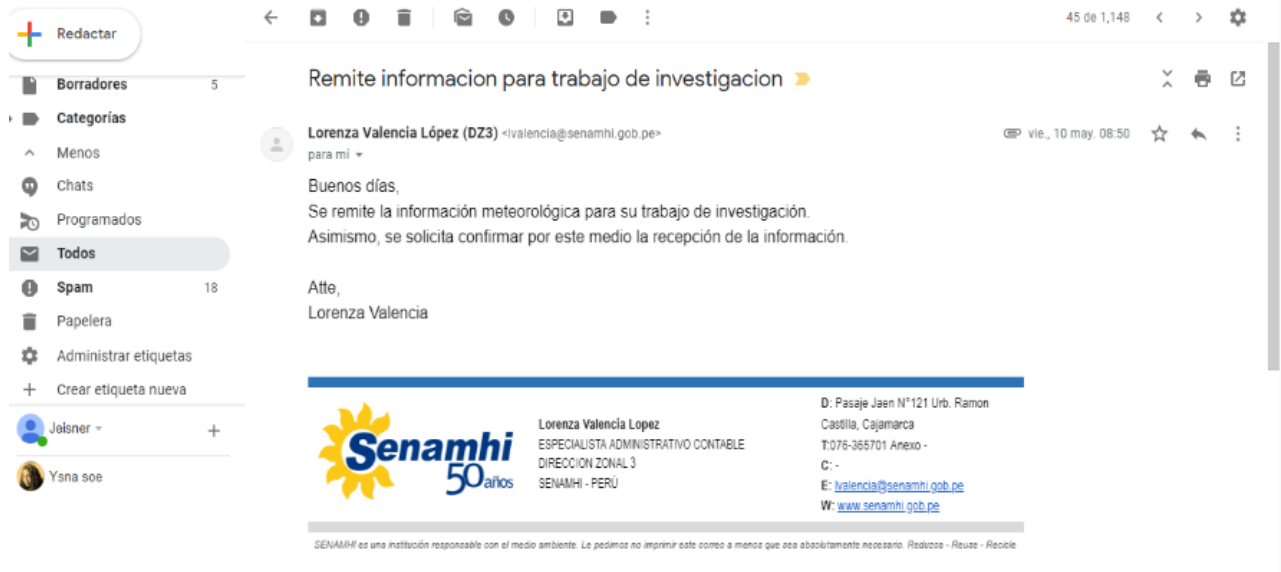 Redactar
45 de 1,148
Borradores 5
Categorías
Menos
Chats
Programados
Todos
Spam 18
Papelera
Administrar etiquetas
Crear etiqueta nueva
Jeisner
Ysna soe
Remite informacion para trabajo de investigacion
Lorenza Valencia López (DZ3) <lvalencia@senamhi.gob.pe>
vie., 10 may. 08:50
para mí
Buenos días,
Se remite la información meteorológica para su trabajo de investigación.
Asimismo, se solicita confirmar por este medio la recepción de la información.
Atte,
Lorenza Valencia
Senamhi
50 años
Lorenza Valencia Lopez
ESPECIALISTA ADMINISTRATIVO CONTABLE
DIRECCION ZONAL 3
SENAMHI - PERÚ
D: Pasaje Jaen N°121 Urb. Ramon
Castilla, Cajamarca
T:076-365701 Anexo -
C: -
E: lvalencia@senamhi.gob.pe
W: www.senamhi.gob.pe
SENAMHI es una institución responsable con el medio ambiente. Le pedimos no imprimir este correo a menos que sea absolutamente necesario. Reduzca - Reuse - Recicle